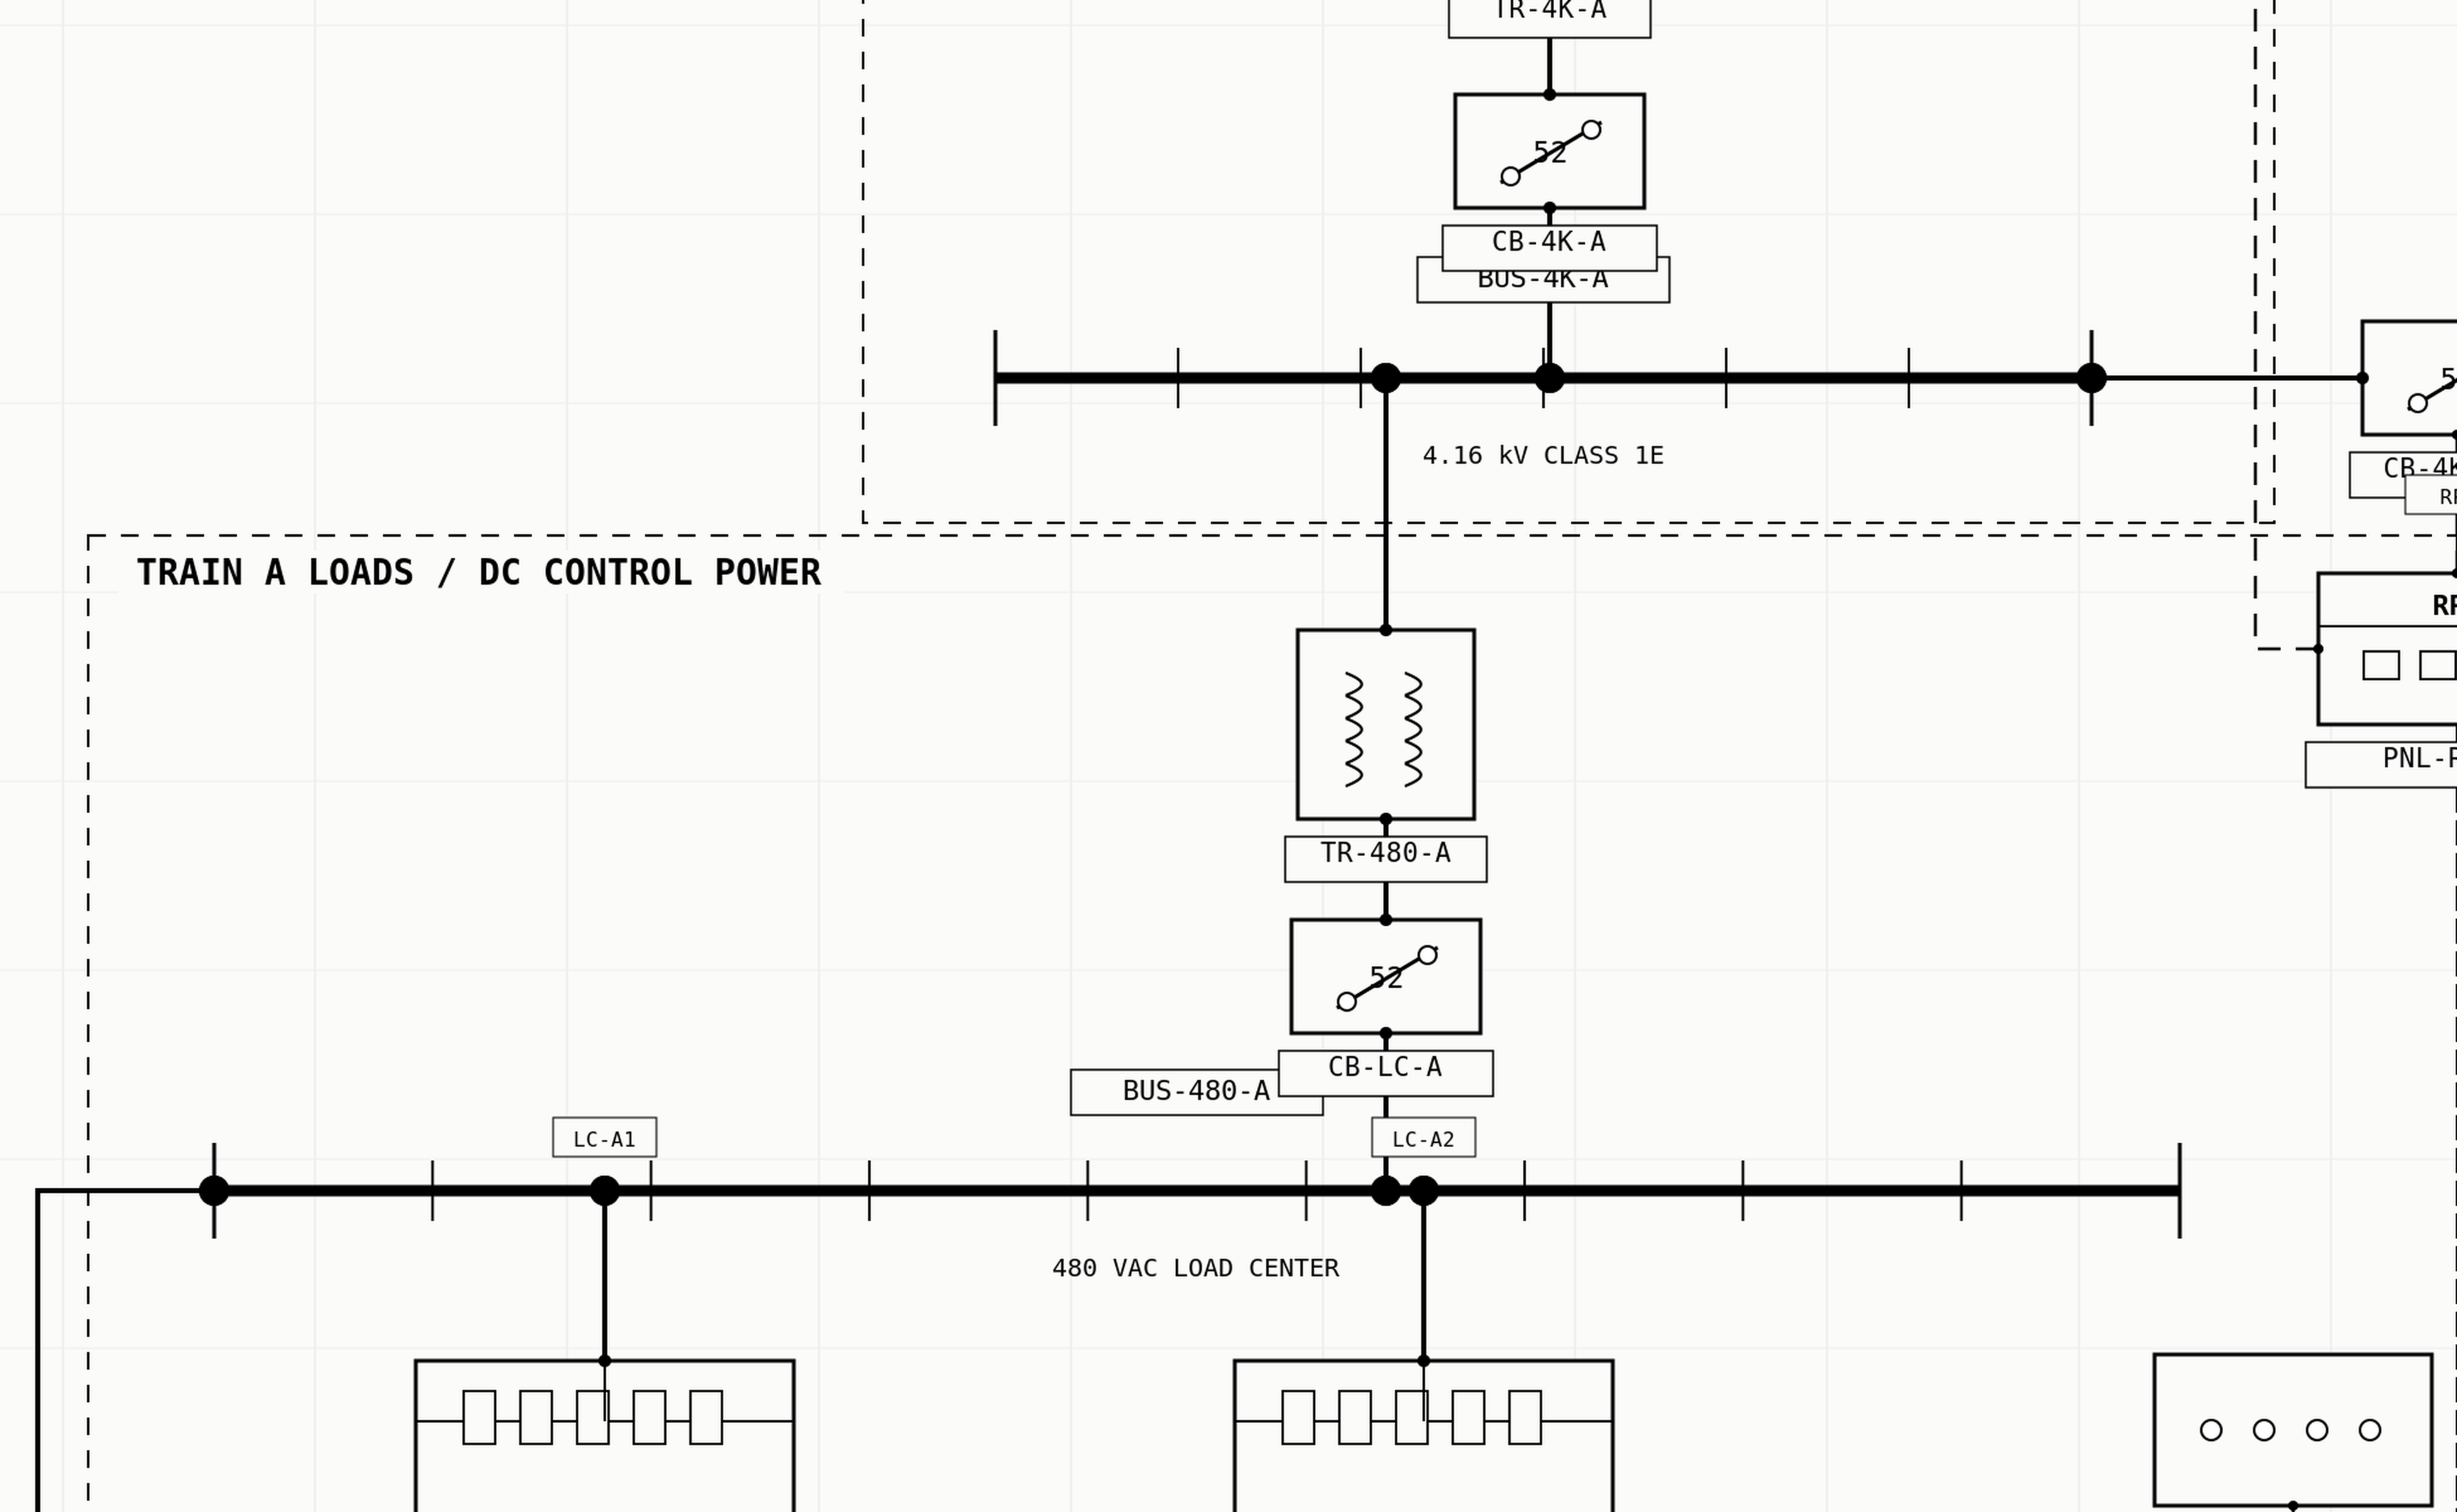 TR-4K-A
52
CB-4K-A
BUS-4K-A
4.16 kV CLASS 1E
TRAIN A LOADS / DC CONTROL POWER
TR-480-A
52
CB-LC-A
BUS-480-A
LC-A1
LC-A2
480 VAC LOAD CENTER